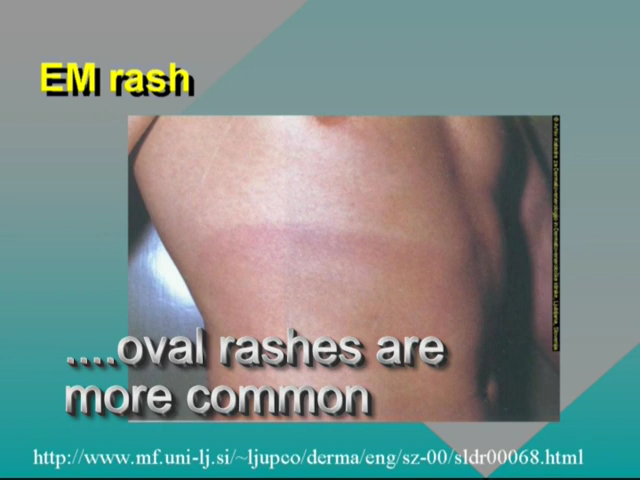 EM rash
....oval rashes are
more common
http://www.mf.uni-lj.si/~ljupco/derma/eng/sz-00/sldr00068.html